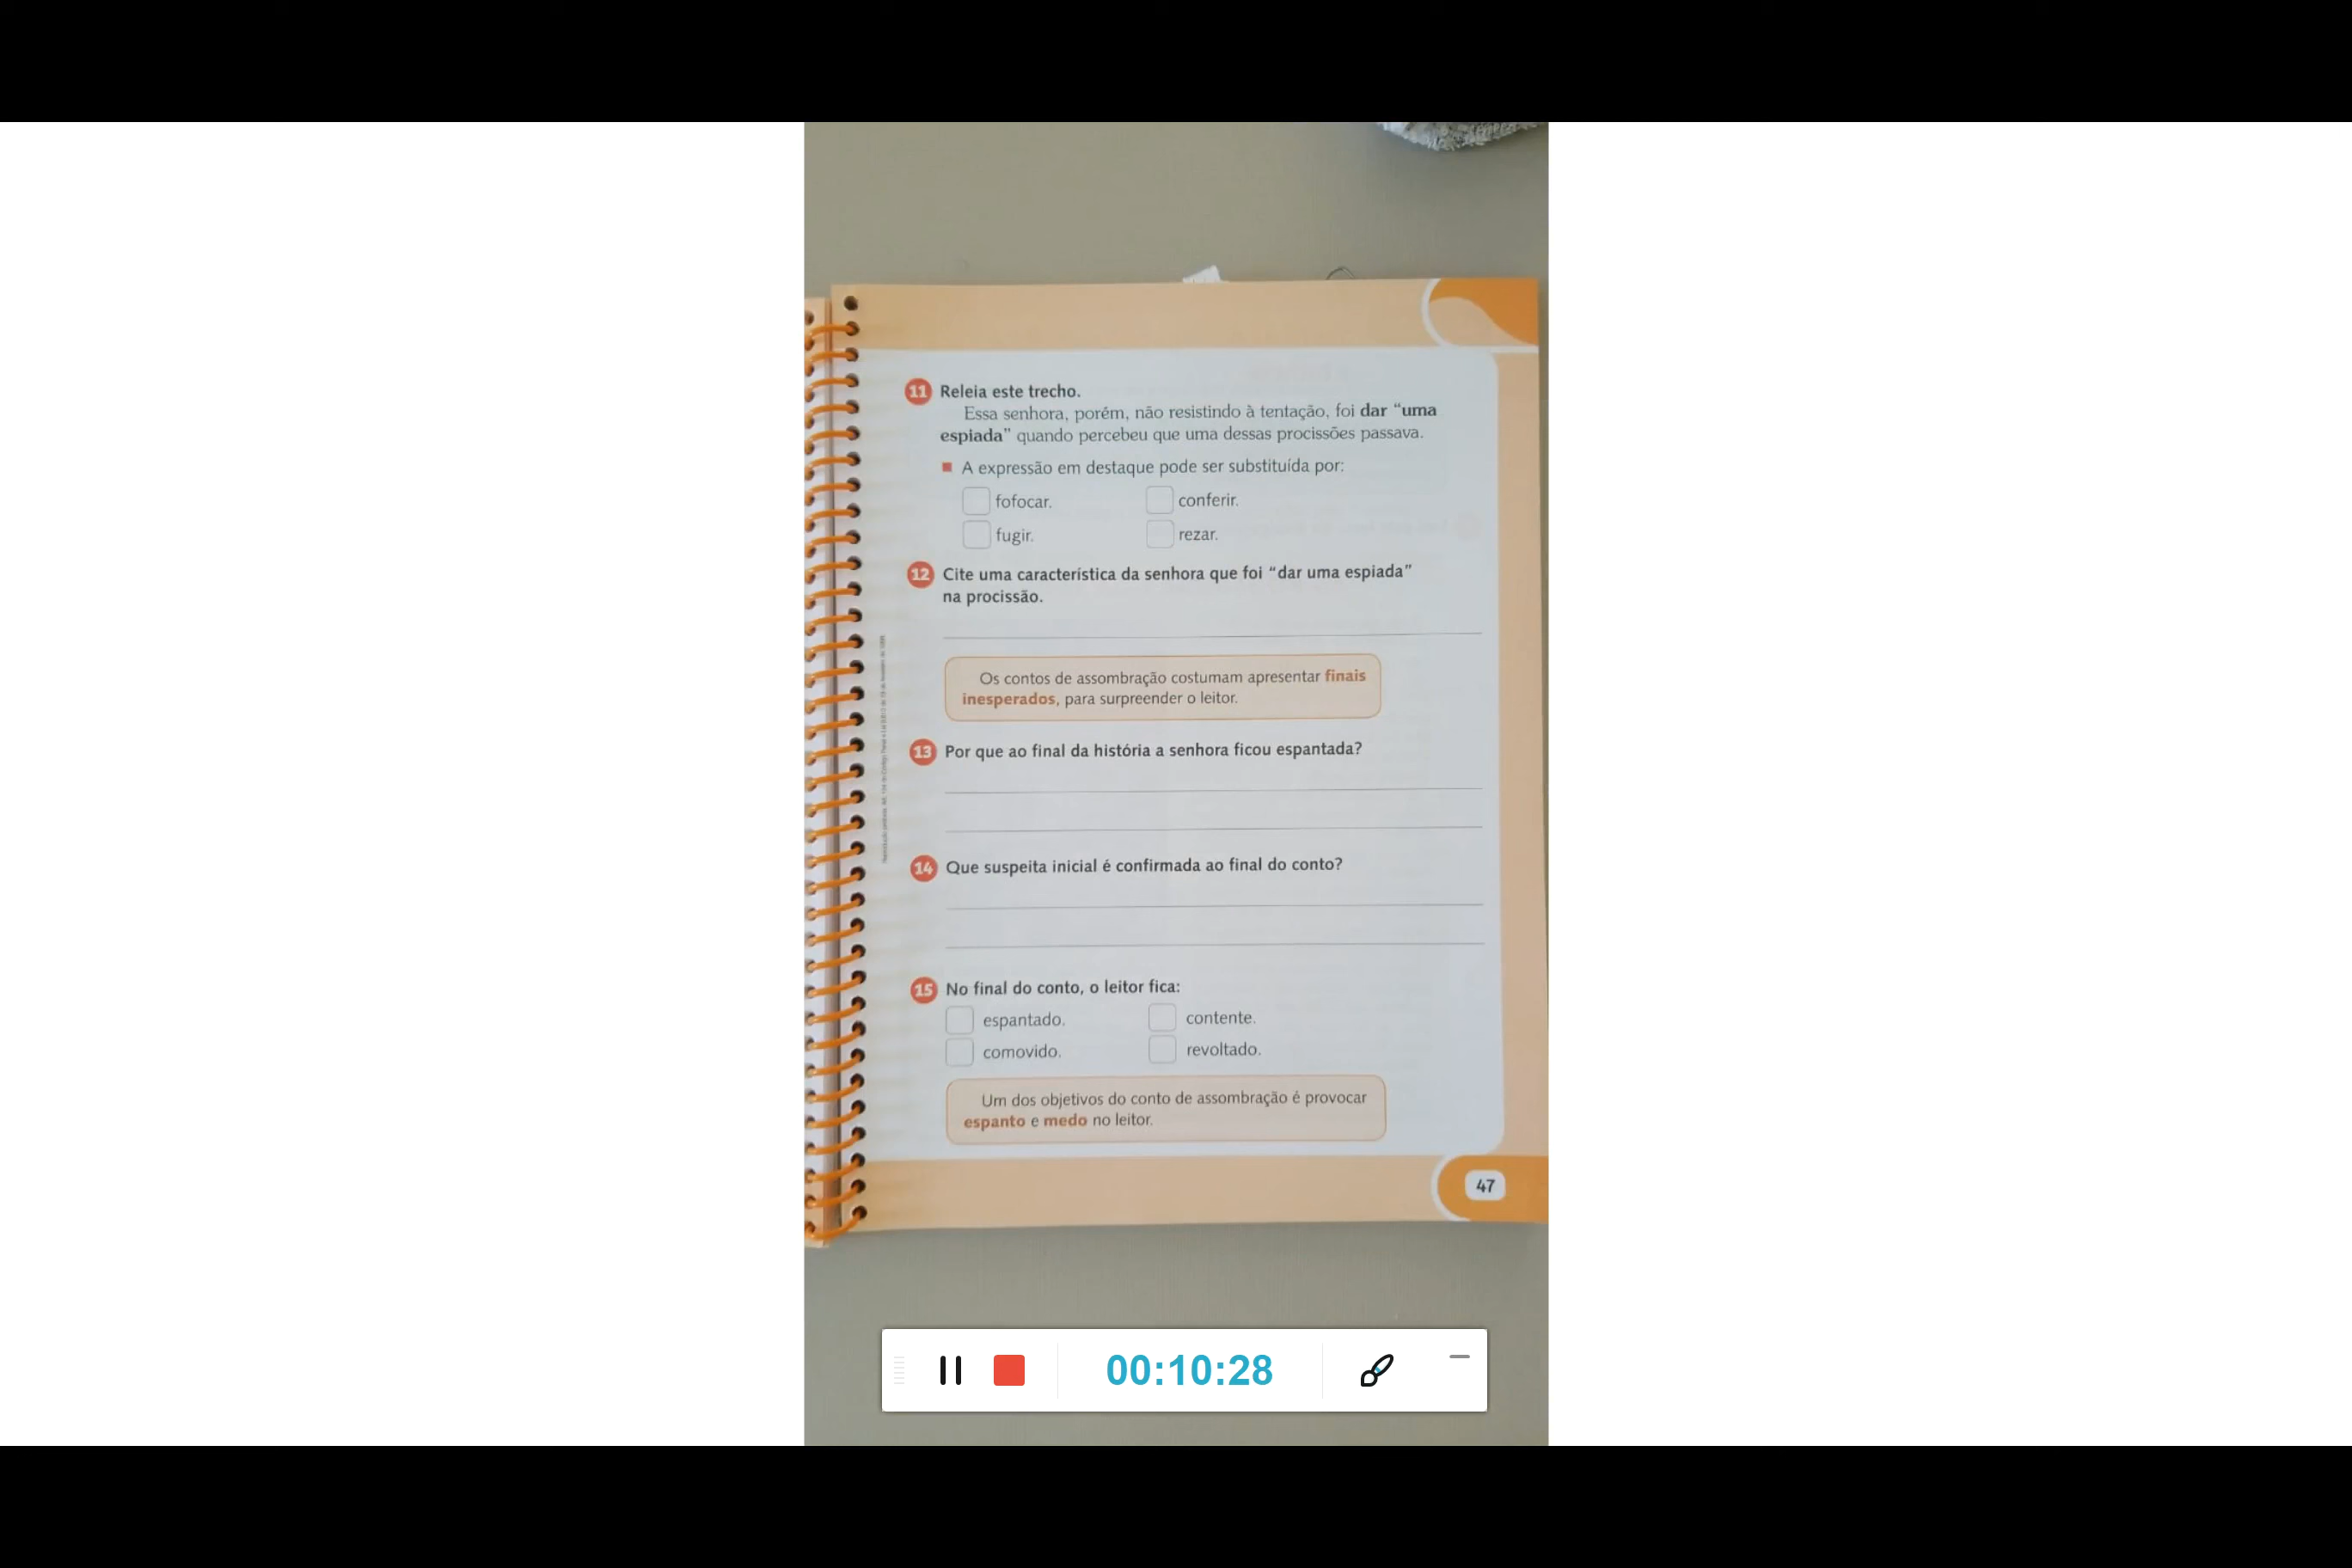 11 Releia este trecho.
Essa senhora, porém, não resistindo à tentação, foi dar “uma
espiada” quando percebeu que uma dessas procissões passava.
A expressão em destaque pode ser substituída por:
fofocar. conferir.
fugir. rezar.
12 Cite uma característica da senhora que foi “dar uma espiada”
na procissão.
Os contos de assombração costumam apresentar finais
inesperados, para surpreender o leitor.
13 Por que ao final da história a senhora ficou espantada?
14 Que suspeita inicial é confirmada ao final do conto?
15 No final do conto, o leitor fica:
espantado. contente.
comovido. revoltado.
Um dos objetivos do conto de assombração é provocar
espanto e medo no leitor.
47
00:10:28